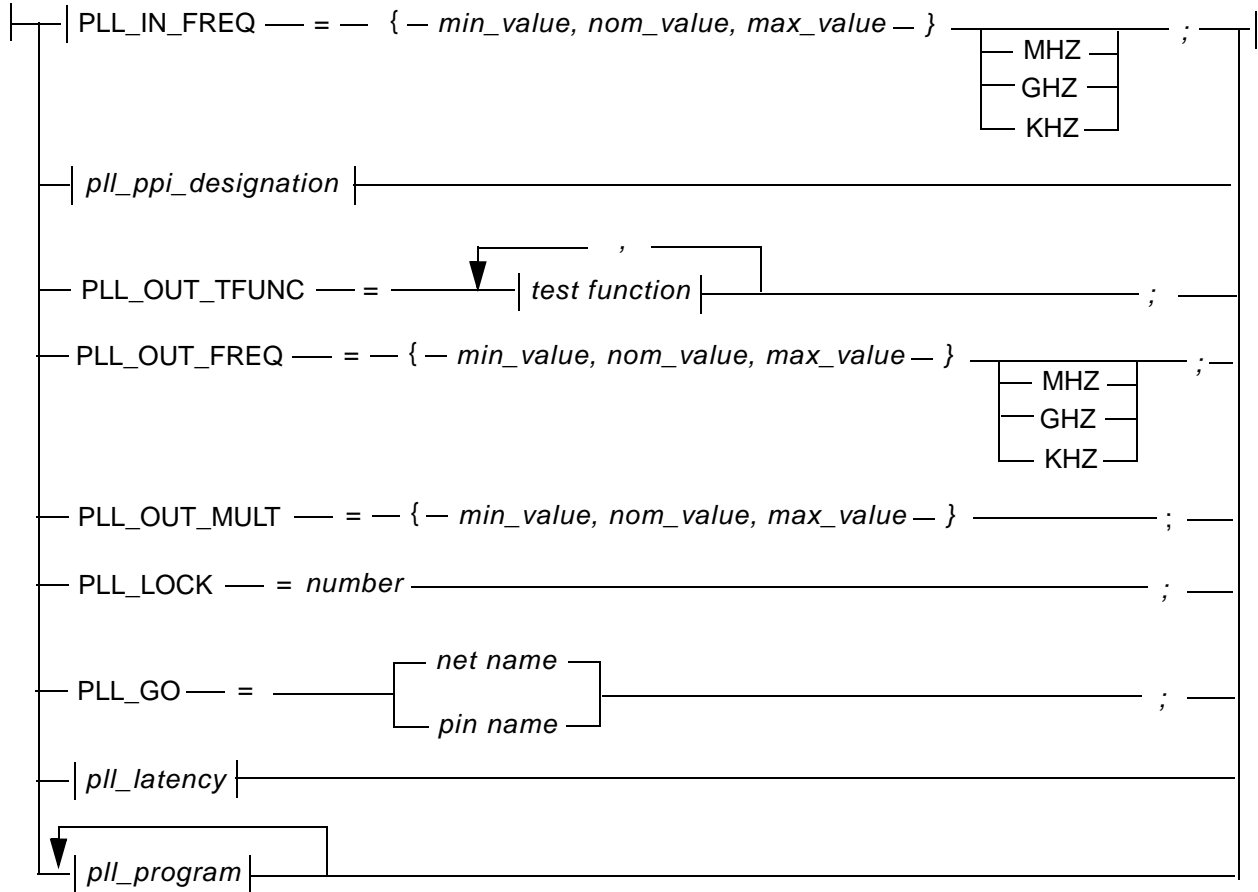 PLL_IN_FREQ = { min_value, nom_value, max_value } ;
MHZ
GHZ
KHZ
pll_ppi_designation
,
PLL_OUT_TFUNC = test function ;
PLL_OUT_FREQ = { min_value, nom_value, max_value } ;
MHZ
GHZ
KHZ
PLL_OUT_MULT = { min_value, nom_value, max_value } ;
PLL_LOCK = number ;
net name
PLL_GO = ;
pin name
pll_latency
pll_program